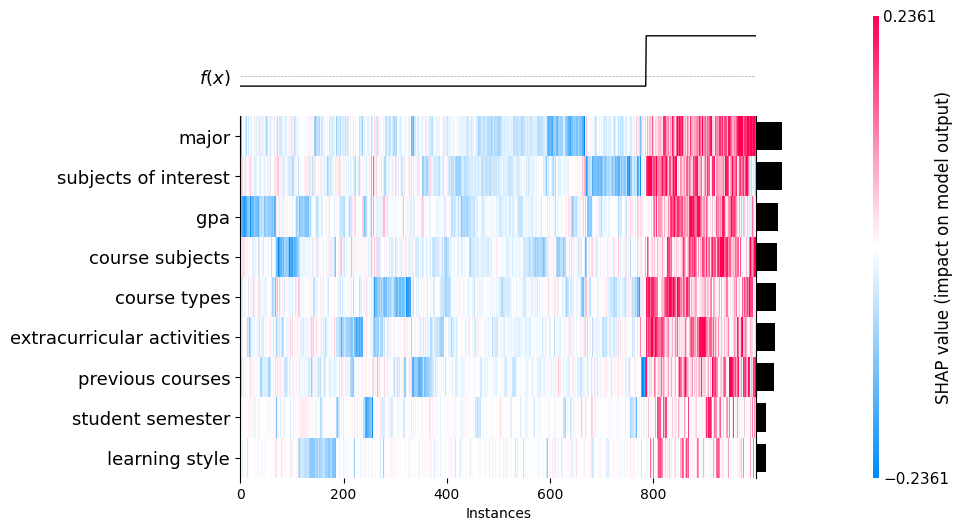 0.2361
f(x)
major
subjects of interest
gpa
course subjects
course types
extracurricular activities
previous courses
student semester
learning style
0 200 400 600 800
Instances
SHAP value (impact on model output)
−0.2361